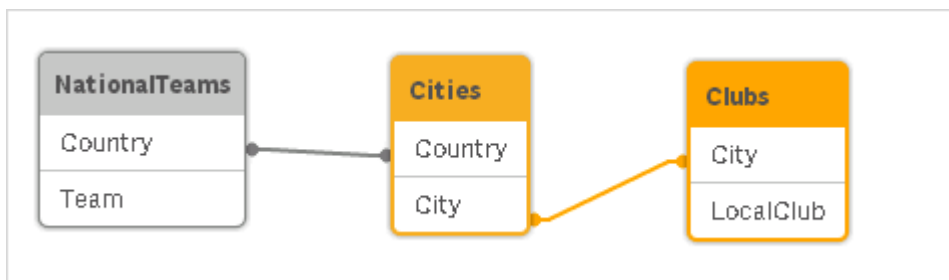 NationalTeams
Country
Team
Cities
Country
City
Clubs
City
LocalClub